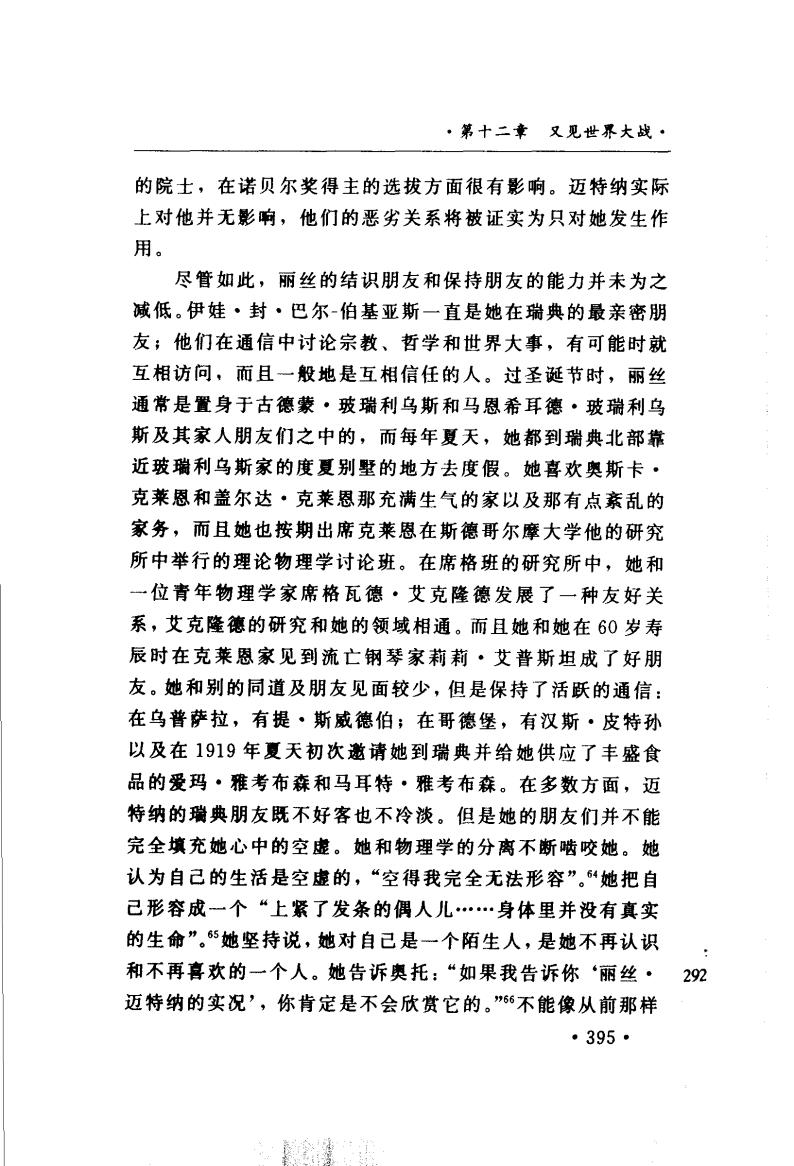 ·第十二章 又见世界大战·
的院士，在诺贝尔奖得主的选拔方面很有影响。迈特纳实际
上对他并无影响，他们的恶劣关系将被证实为只对她发生作
用。
尽管如此，丽丝的结识朋友和保持朋友的能力并未为之
减低。伊娃·封·巴尔-伯基亚斯一直是她在瑞典的最亲密朋
友；他们在通信中讨论宗教、哲学和世界大事，有可能时就
互相访问，而且一般地是互相信任的人。过圣诞节时，丽丝
通常是置身于古德蒙·玻瑞利乌斯和马恩希耳德·玻瑞利乌
斯及其家人朋友们之中的，而每年夏天，她都到瑞典北部靠
近玻瑞利乌斯家的度夏别墅的地方去度假。她喜欢奥斯卡·
克莱恩和盖尔达·克莱恩那充满生气的家以及那有点紊乱的
家务，而且她也按期出席克莱恩在斯德哥尔摩大学他的研究
所中举行的理论物理学讨论班。在席格班的研究所中，她和
一位青年物理学家席格瓦德·艾克隆德发展了一种友好关
系，艾克隆德的研究和她的领域相通。而且她和她在 60 岁寿
辰时在克莱恩家见到流亡钢琴家莉莉·艾普斯坦成了好朋
友。她和别的同道及朋友见面较少，但是保持了活跃的通信：
在乌普萨拉，有提·斯威德伯；在哥德堡，有汉斯·皮特孙
以及在 1919 年夏天初次邀请她到瑞典并给她供应了丰盛食
品的爱玛·雅考布森和马耳特·雅考布森。在多数方面，迈
特纳的瑞典朋友既不好客也不冷淡。但是她的朋友们并不能
完全填充她心中的空虚。她和物理学的分离不断啮咬她。她
认为自己的生活是空虚的，“空得我完全无法形容”。64她把自
己形容成一个“上紧了发条的偶人儿……身体里并没有真实
的生命”。65她坚持说，她对自己是一个陌生人，是她不再认识
和不再喜欢的一个人。她告诉奥托：“如果我告诉你‘丽丝·
292
迈特纳的实况’，你肯定是不会欣赏它的。”66不能像从前那样
·395·